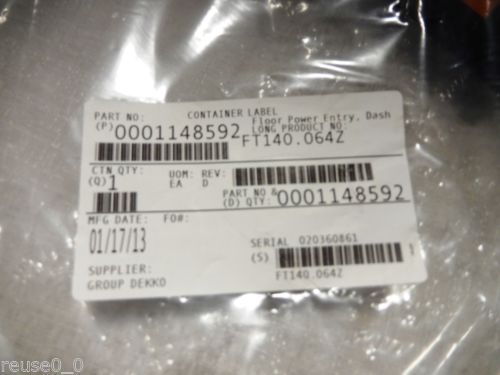 PART NO: CONTAINER LABEL
Floor Power Entry, Dash
(P) 0001148592 LONG PRODUCT NO:
FT140.064Z
CTN QTY: UOM: REV:
(Q) 1 EA D
PART NO &
(D) QTY: 0001148592
MFG DATE: FO#:
01/17/13
SERIAL 020360861
(S)
SUPPLIER:
FT140.064Z
GROUP DEKKO
reuse0_0